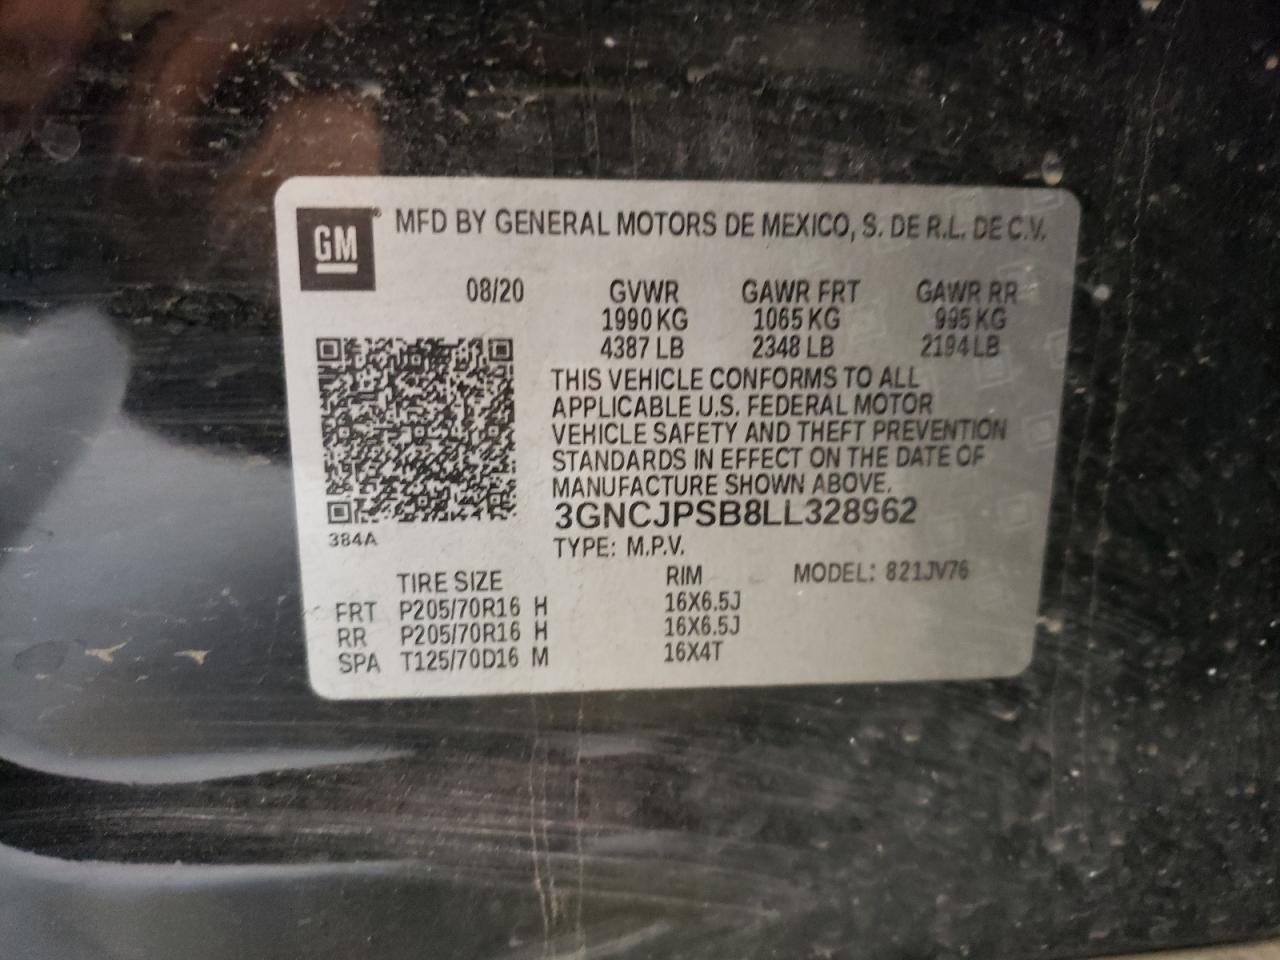 GM® MFD BY GENERAL MOTORS DE MEXICO, S. DE R.L. DE C.V.
08/20 GVWR GAWR FRT GAWR RR
1990 KG 1065 KG 995 KG
4387 LB 2348 LB 2194 LB
THIS VEHICLE CONFORMS TO ALL
APPLICABLE U.S. FEDERAL MOTOR
VEHICLE SAFETY AND THEFT PREVENTION
STANDARDS IN EFFECT ON THE DATE OF
MANUFACTURE SHOWN ABOVE.
3GNCJPSB8LL328962
384A
TYPE: M.P.V.
TIRE SIZE RIM MODEL: 821JV76
FRT P205/70R16 H 16X6.5J
RR P205/70R16 H 16X6.5J
SPA T125/70D16 M 16X4T